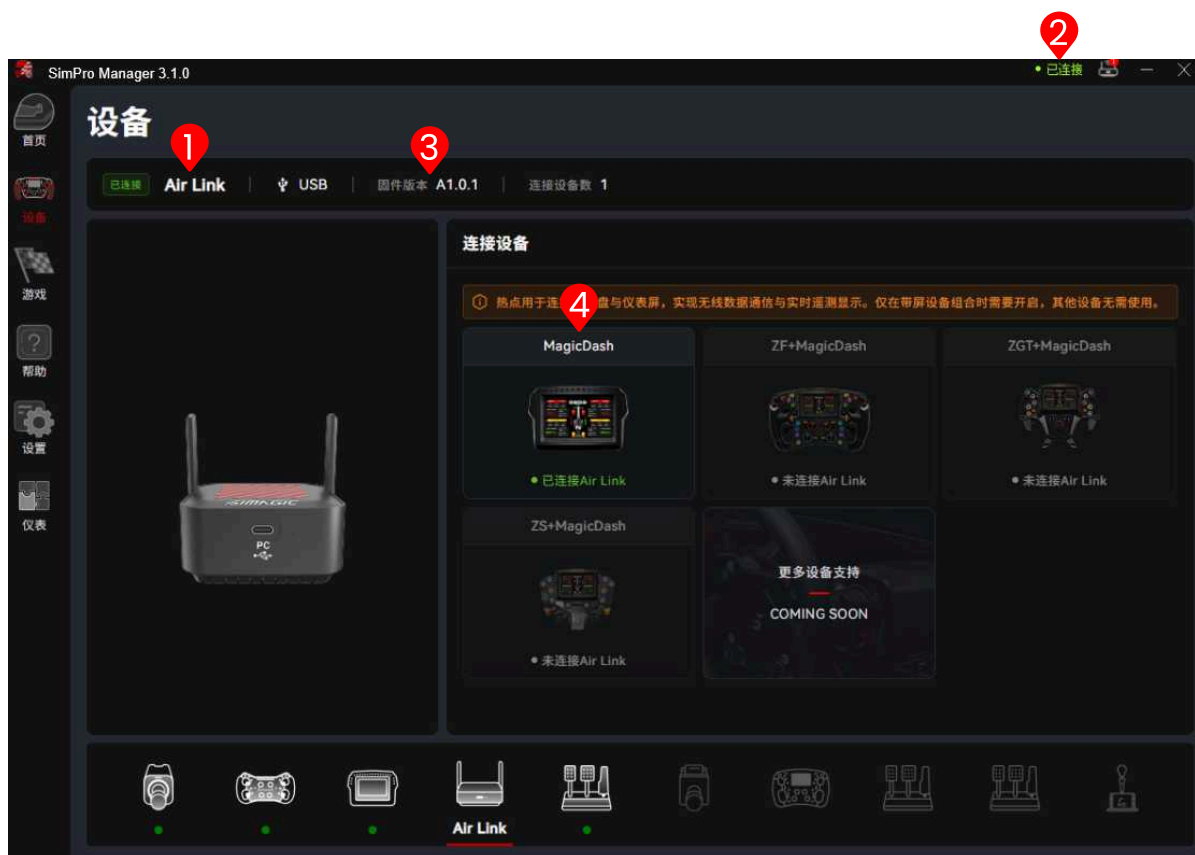 2
SimPro Manager 3.1.0
已连接
首页
设备
1
3
已连接 Air Link USB 固件版本 A1.0.1 连接设备数 1
设备
连接设备
游戏
热点用于连 盘与仪表屏，实现无线数据通信与实时遥测显示。仅在带屏设备组合时需要开启，其他设备无需使用。
4
MagicDash
ZF+MagicDash
ZGT+MagicDash
帮助
设置
已连接Air Link
未连接Air Link
未连接Air Link
仪表
SIMAGIC
PC
ZS+MagicDash
更多设备支持
COMING SOON
未连接Air Link
Air Link